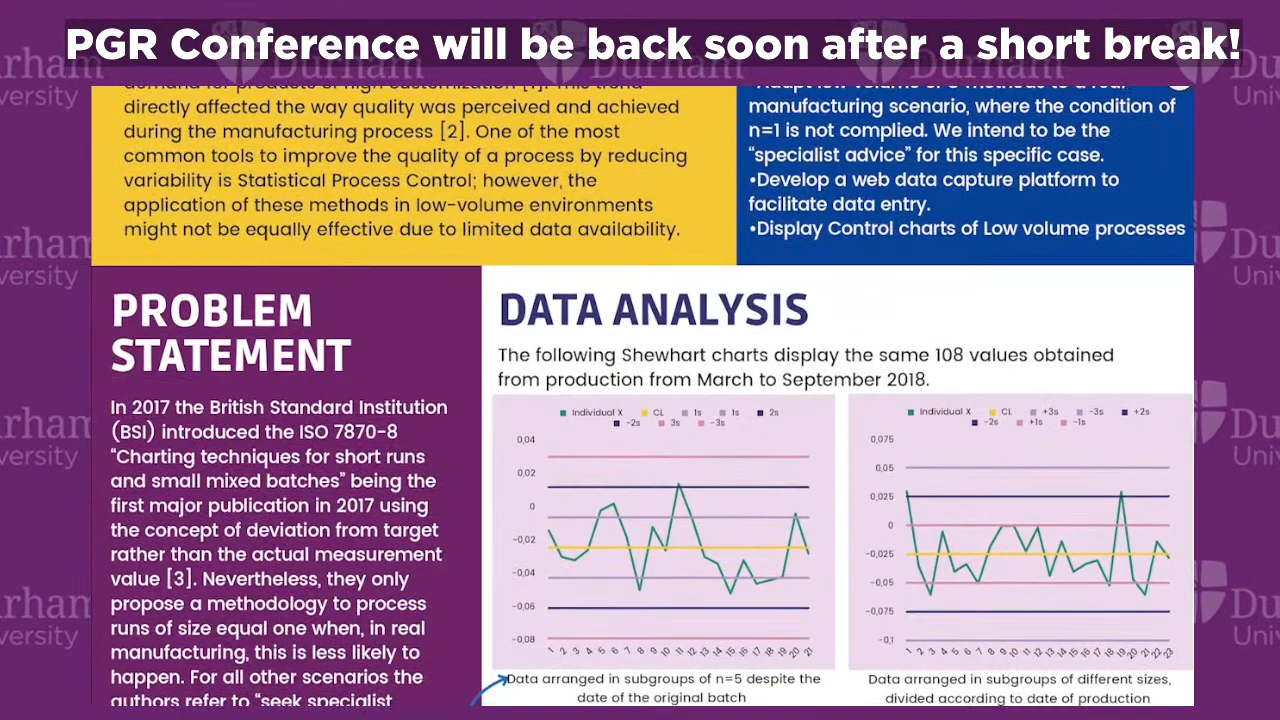 PGR Conference will be back soon after a short break!
demand for products of high customization [1]. This trend
directly affected the way quality was perceived and achieved
during the manufacturing process [2]. One of the most
common tools to improve the quality of a process by reducing
variability is Statistical Process Control; however, the
application of these methods in low-volume environments
might not be equally effective due to limited data availability.
manufacturing scenario, where the condition of
n=1 is not complied. We intend to be the
“specialist advice” for this specific case.
•Develop a web data capture platform to
facilitate data entry.
•Display Control charts of Low volume processes
PROBLEM
STATEMENT
In 2017 the British Standard Institution
(BSI) introduced the ISO 7870-8
“Charting techniques for short runs
and small mixed batches” being the
first major publication in 2017 using
the concept of deviation from target
rather than the actual measurement
value [3]. Nevertheless, they only
propose a methodology to process
runs of size equal one when, in real
manufacturing, this is less likely to
happen. For all other scenarios the
authors refer to “seek specialist
DATA ANALYSIS
The following Shewhart charts display the same 108 values obtained
from production from March to September 2018.
Individual X CL 1s 1s 2s
-2s 3s -3s
0,04
0,02
0
-0,02
-0,04
-0,06
-0,08
1 2 3 4 5 6 7 8 9 10 11 12 13 14 15 16 17 18 19 20 21
Data arranged in subgroups of n=5 despite the
date of the original batch
Individual X CL +3s -3s +2s
-2s +1s -1s
0,075
0,05
0,025
0
-0,025
-0,05
-0,075
-0,1
1 2 3 4 5 6 7 8 9 10 11 12 13 14 15 16 17 18 19 20 21 22 23
Data arranged in subgroups of different sizes,
divided according to date of production
Durham
University